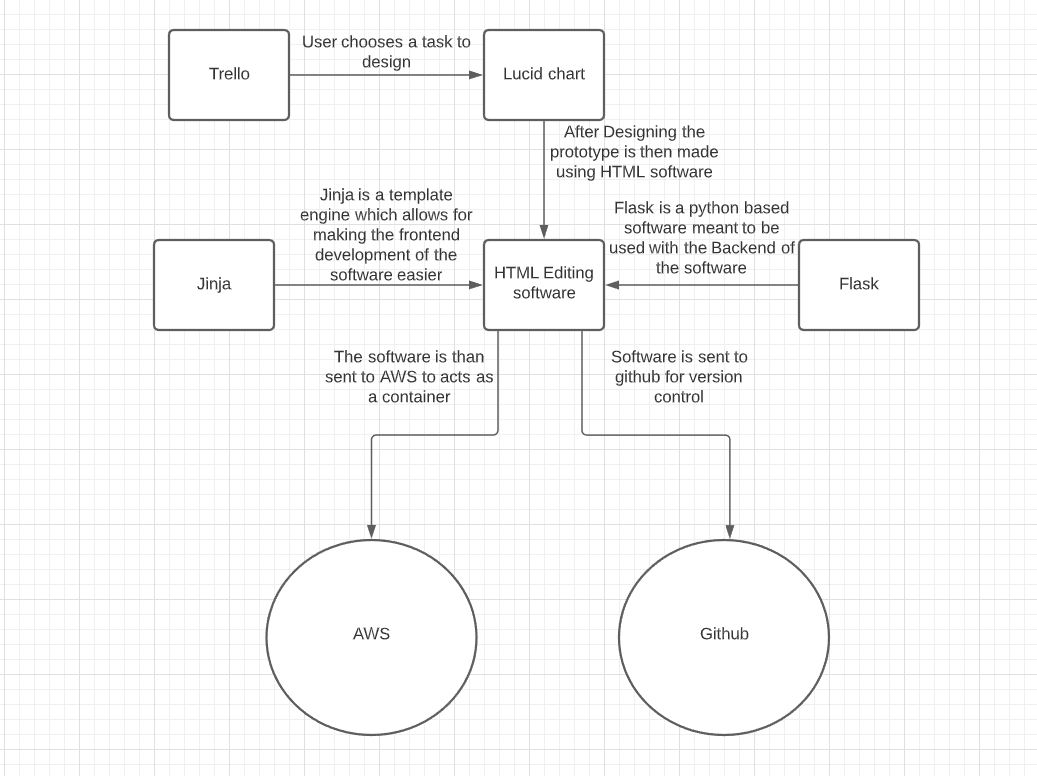 Trello
User chooses a task to
design
Lucid chart
After Designing the
prototype is then made
using HTML software
Jinja is a template
engine which allows for
making the frontend
development of the
software easier
Flask is a python based
software meant to be
used with the Backend of
the software
Jinja
HTML Editing
software
Flask
The software is than
sent to AWS to acts as
a container
Software is sent to
github for version
control
AWS
Github